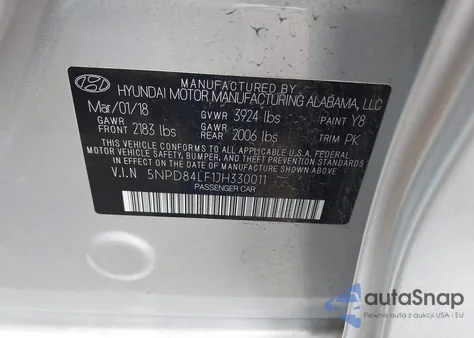 MANUFACTURED BY
HYUNDAI MOTOR MANUFACTURING ALABAMA, LLC
Mar/01/18 GVWR 3924 lbs PAINT Y8
GAWR FRONT 2183 lbs GAWR REAR 2006 lbs TRIM PK
THIS VEHICLE CONFORMS TO ALL APPLICABLE U.S.A. FEDERAL
MOTOR VEHICLE SAFETY, BUMPER, AND THEFT PREVENTION STANDARDS
IN EFFECT ON THE DATE OF MANUFACTURE SHOWN ABOVE.
V.I.N 5NPD84LF1JH330011
PASSENGER CAR
autoSnap
Pewne auta z aukcji USA i EU